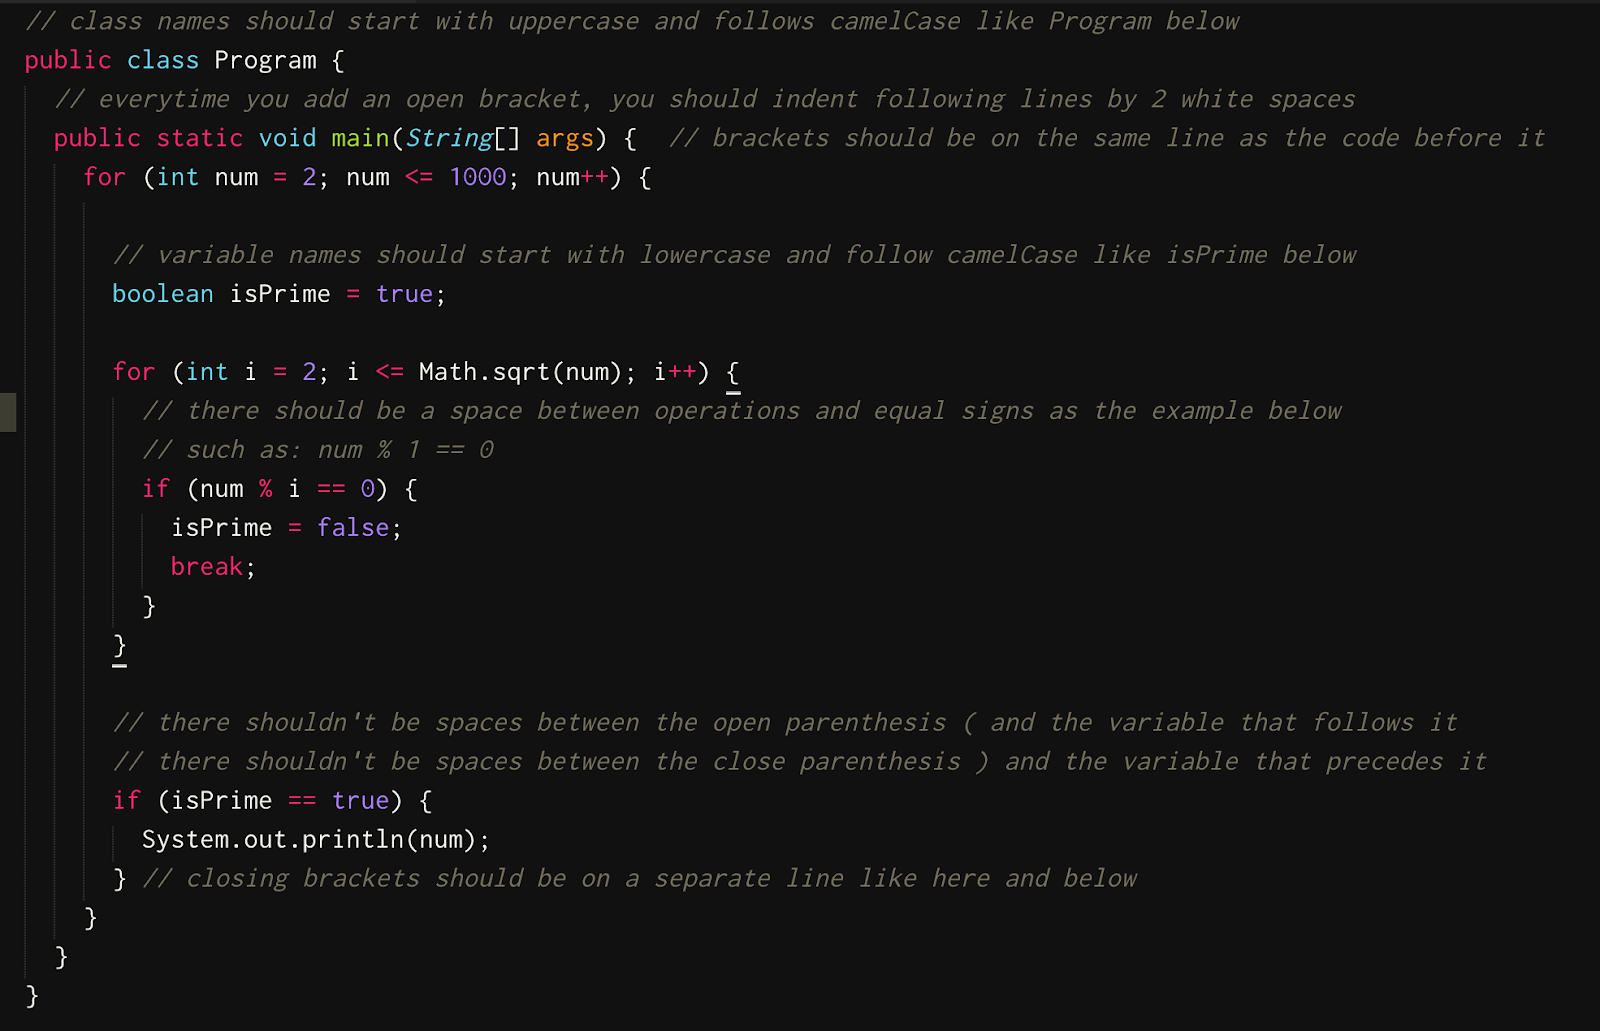 // class names should start with uppercase and follows camelCase like Program below
public class Program {
  // everytime you add an open bracket, you should indent following lines by 2 white spaces
  public static void main(String[] args) {  // brackets should be on the same line as the code before it
    for (int num = 2; num <= 1000; num++) {

      // variable names should start with lowercase and follow camelCase like isPrime below
      boolean isPrime = true;

      for (int i = 2; i <= Math.sqrt(num); i++) {
        // there should be a space between operations and equal signs as the example below
        // such as: num % 1 == 0
        if (num % i == 0) {
          isPrime = false;
          break;
        }
      }

      // there shouldn't be spaces between the open parenthesis ( and the variable that follows it
      // there shouldn't be spaces between the close parenthesis ) and the variable that precedes it
      if (isPrime == true) {
        System.out.println(num);
      } // closing brackets should be on a separate line like here and below
    }
  }
}